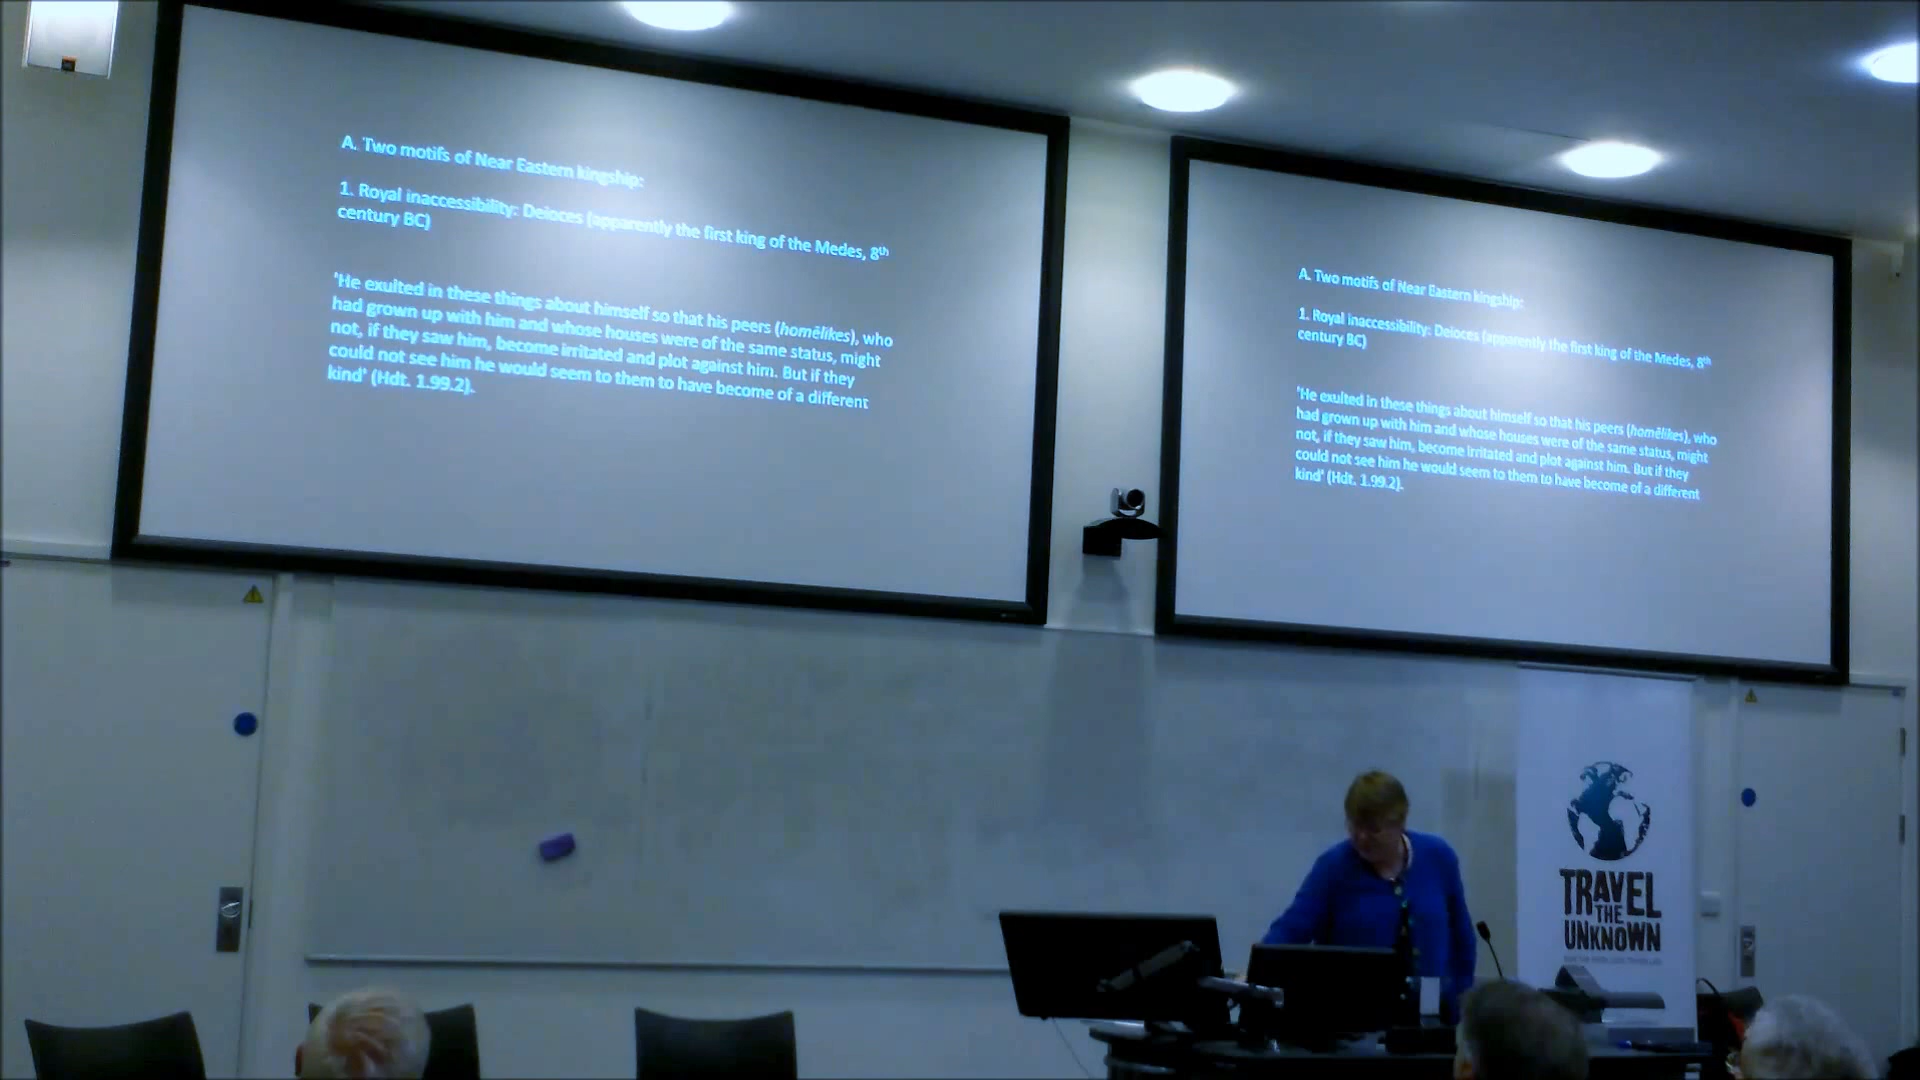 A. Two motifs of Near Eastern kingship:
1. Royal inaccessibility: Deioces (apparently the first king of the Medes, 8th
century BC)
'He exulted in these things about himself so that his peers (homēlikes), who
had grown up with him and whose houses were of the same status, might
not, if they saw him, become irritated and plot against him. But if they
could not see him he would seem to them to have become of a different
kind' (Hdt. 1.99.2).
A. Two motifs of Near Eastern kingship:
1. Royal inaccessibility: Deioces (apparently the first king of the Medes, 8th
century BC)
'He exulted in these things about himself so that his peers (homēlikes), who
had grown up with him and whose houses were of the same status, might
not, if they saw him, become irritated and plot against him. But if they
could not see him he would seem to them to have become of a different
kind' (Hdt. 1.99.2).
TRAVEL
THE
UNKNOWN